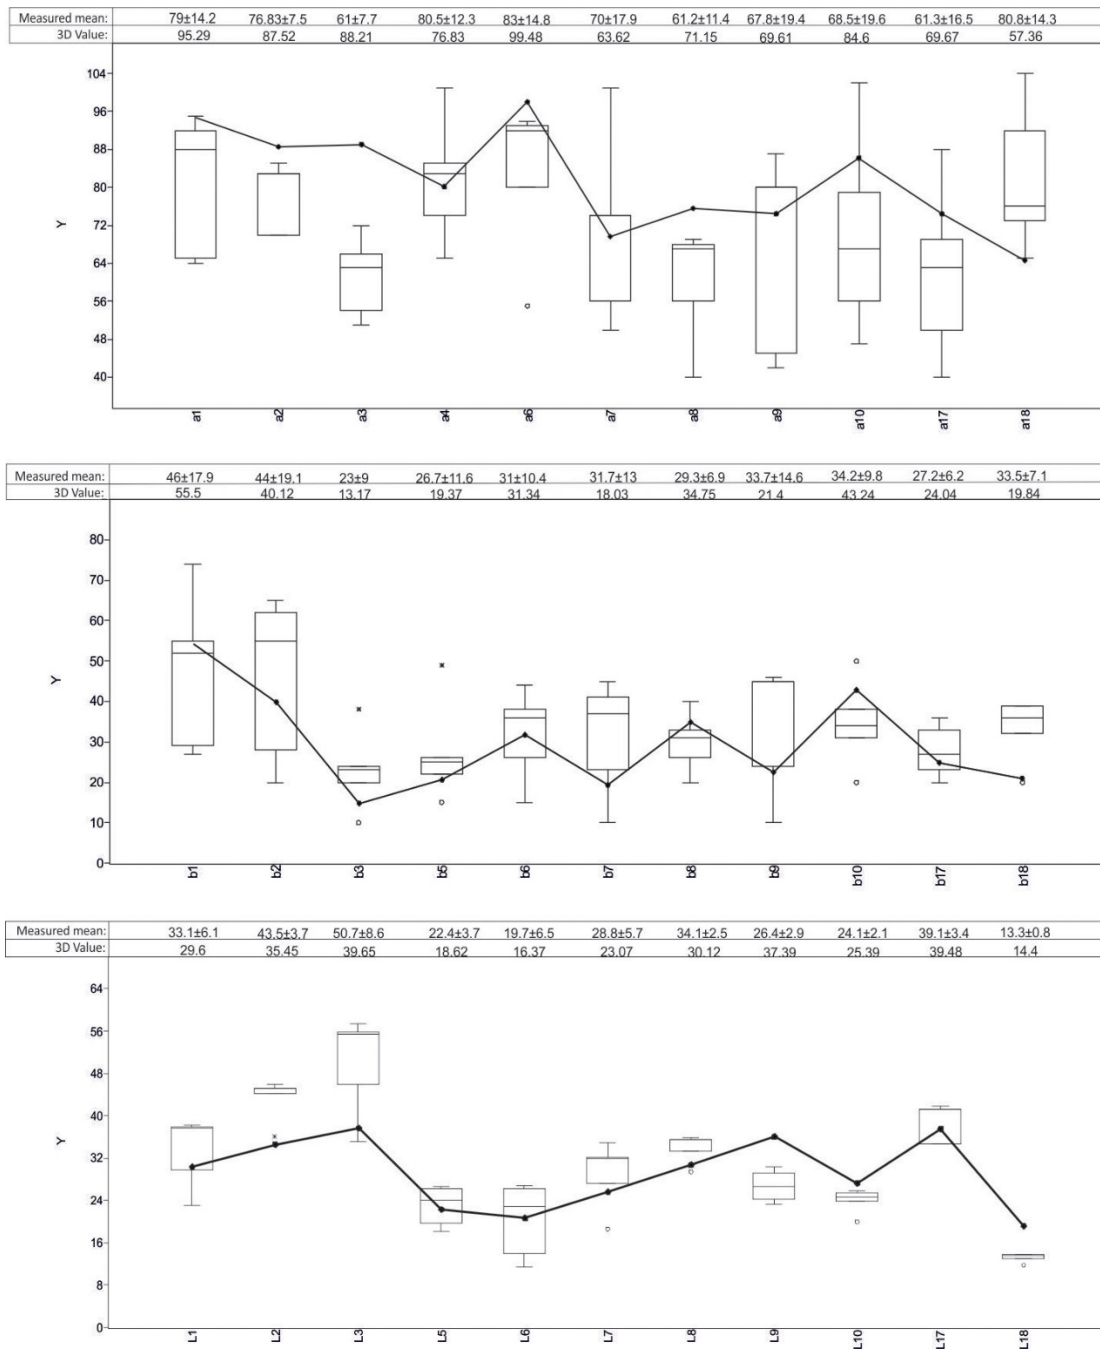 Measured mean: 79±14.2 76.83±7.5 61±7.7 80.5±12.3 83±14.8 70±17.9 61.2±11.4 67.8±19.4 68.5±19.6 61.3±16.5 80.8±14.3
3D Value: 95.29 87.52 88.21 76.83 99.48 63.62 71.15 69.61 84.6 69.67 57.36
104
96
88
80
72
64
56
48
40
Y
a1 a2 a3 a4 a6 a7 a8 a9 a10 a17 a18
Measured mean: 46±17.9 44±19.1 23±9 26.7±11.6 31±10.4 31.7±13 29.3±6.9 33.7±14.6 34.2±9.8 27.2±6.2 33.5±7.1
3D Value: 55.5 40.12 13.17 19.37 31.34 18.03 34.75 21.4 43.24 24.04 19.84
80
70
60
50
40
30
20
10
0
Y
b1 b2 b3 b5 b6 b7 b8 b9 b10 b17 b18
Measured mean: 33.1±6.1 43.5±3.7 50.7±8.6 22.4±3.7 19.7±6.5 28.8±5.7 34.1±2.5 26.4±2.9 24.1±2.1 39.1±3.4 13.3±0.8
3D Value: 29.6 35.45 39.65 18.62 16.37 23.07 30.12 37.39 25.39 39.48 14.4
64
56
48
40
32
24
16
8
0
Y
L1 L2 L3 L5 L6 L7 L8 L9 L10 L17 L18